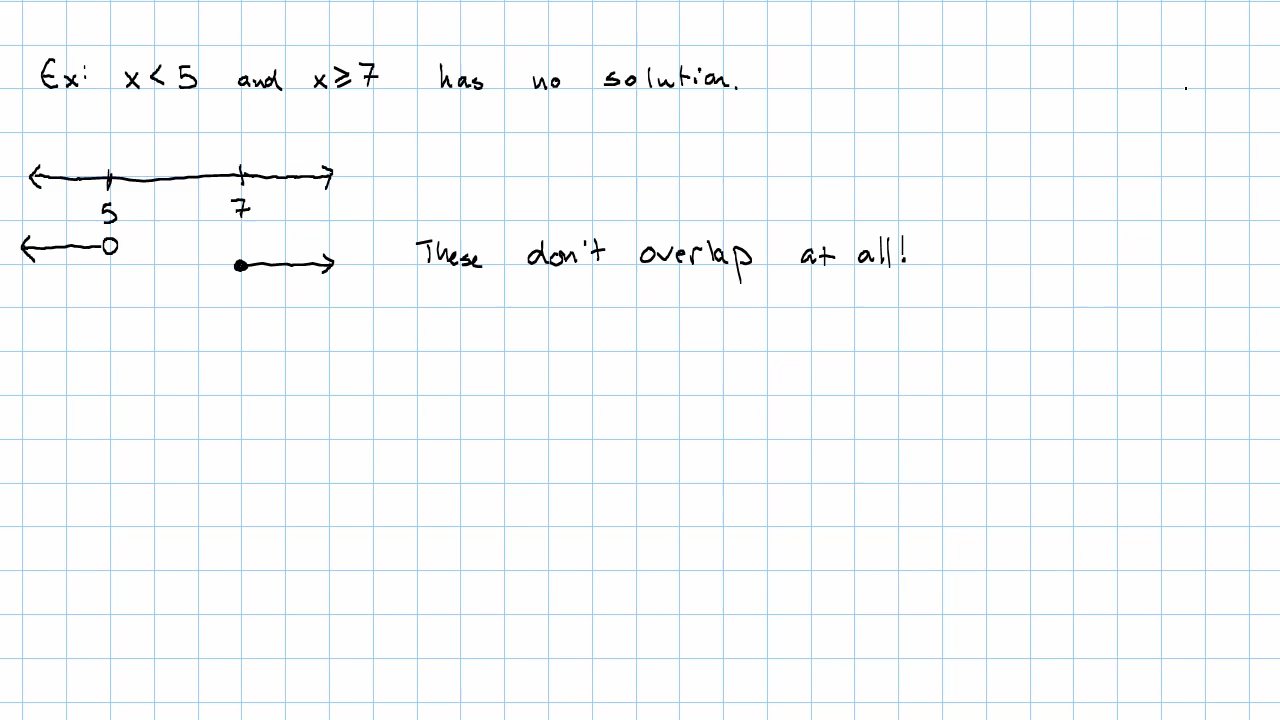 Ex: x < 5 and x ≥ 7 has no solution.
5 7
These don't overlap at all!